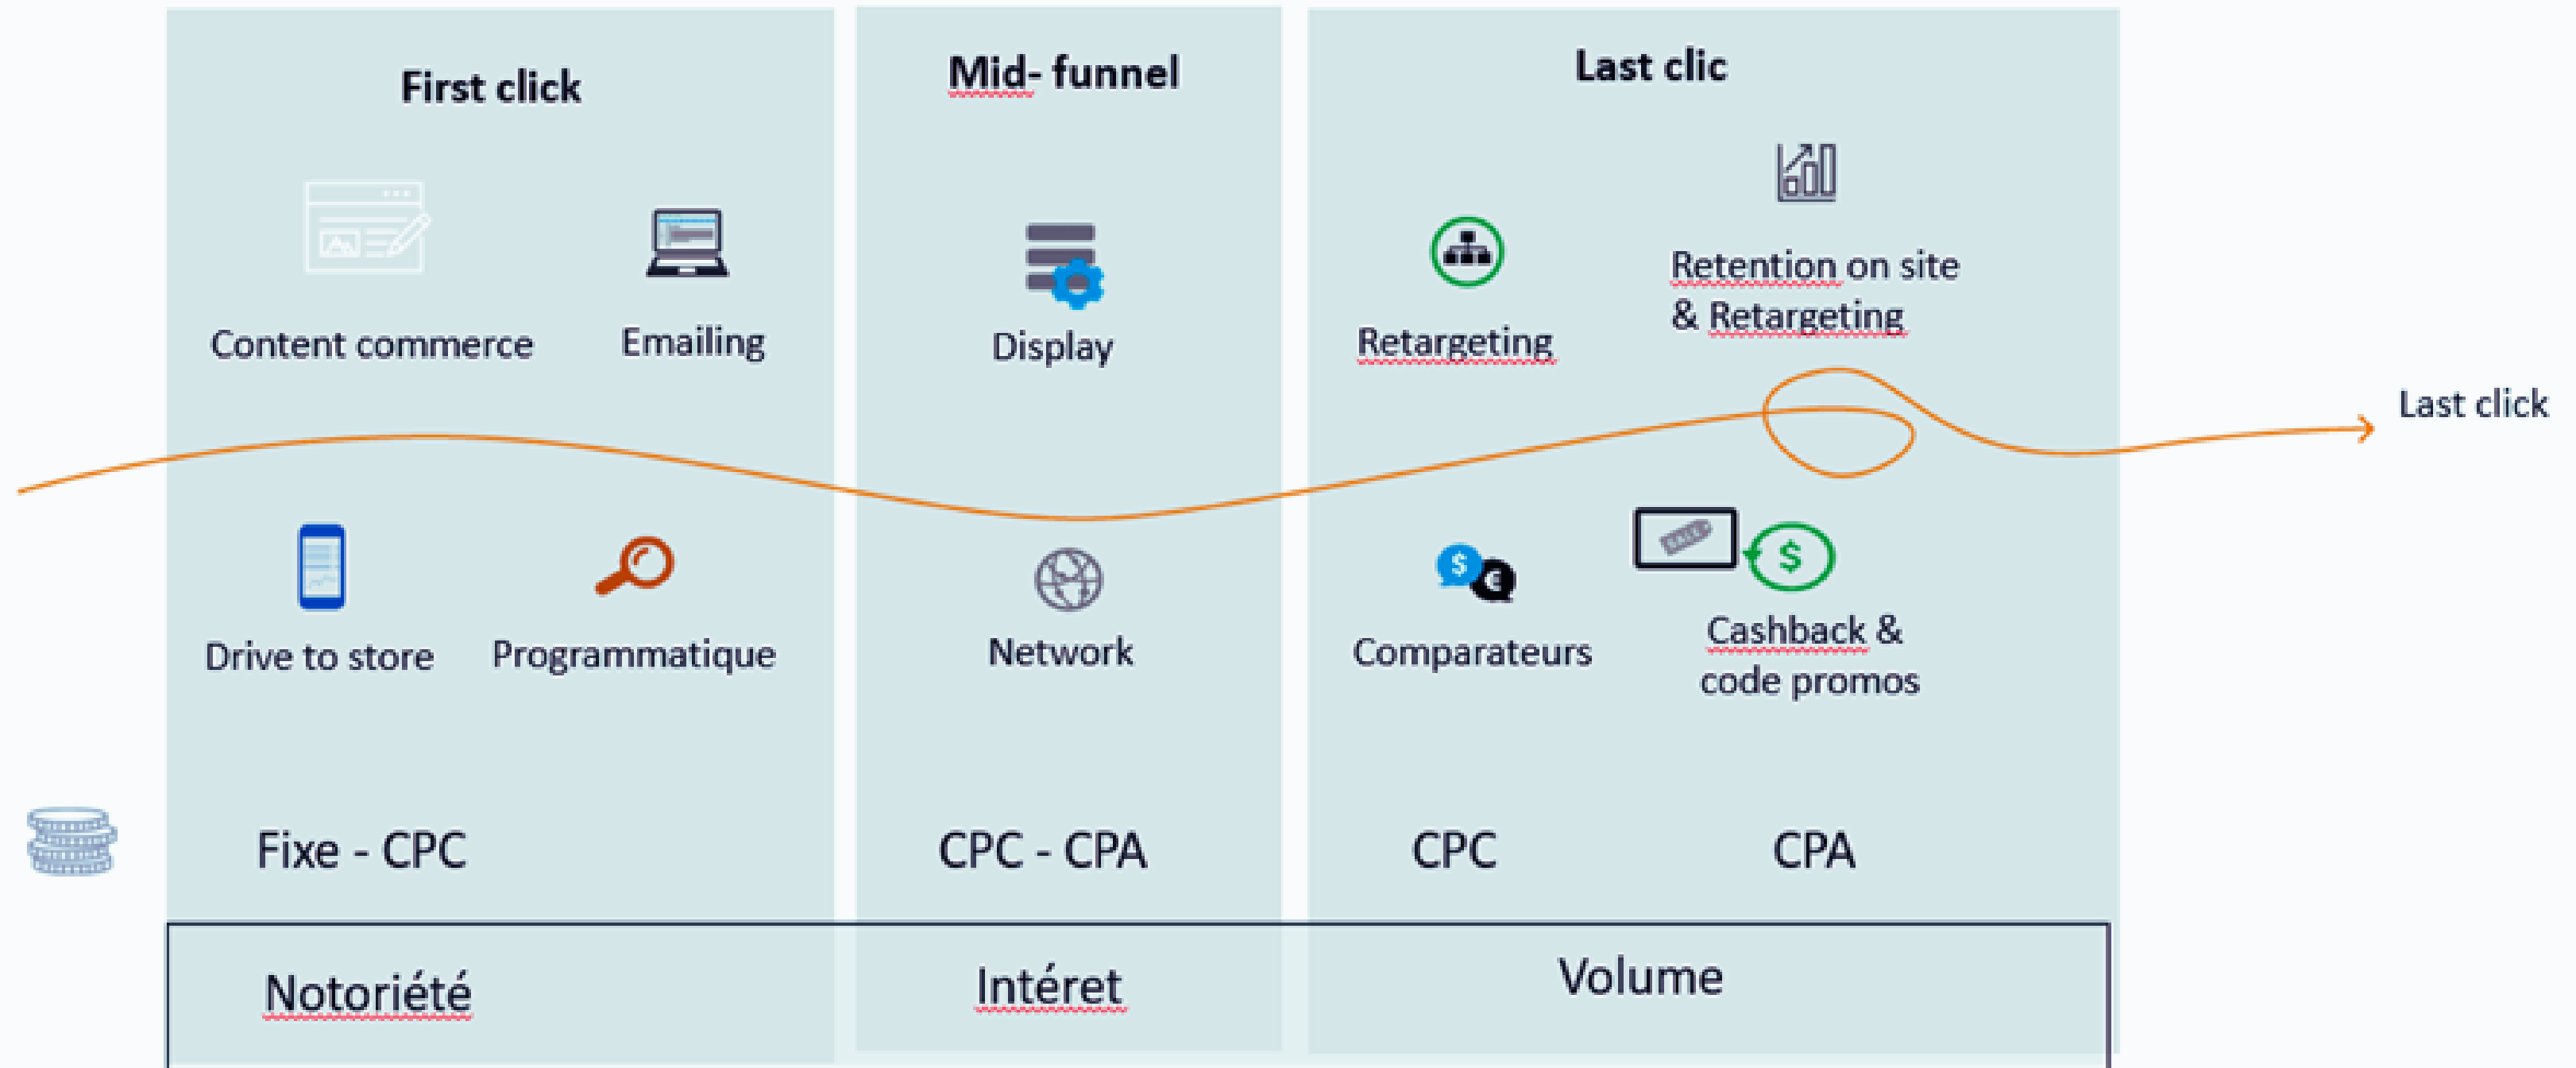 First click
Mid- funnel
Last clic
Content commerce
Emailing
Display
Retargeting
Retention on site
& Retargeting
Last click
Drive to store
Programmatique
Network
Comparateurs
SALE
$
$
€
Cashback &
code promos
Fixe - CPC
CPC - CPA
CPC
CPA
Notoriété
Intéret
Volume